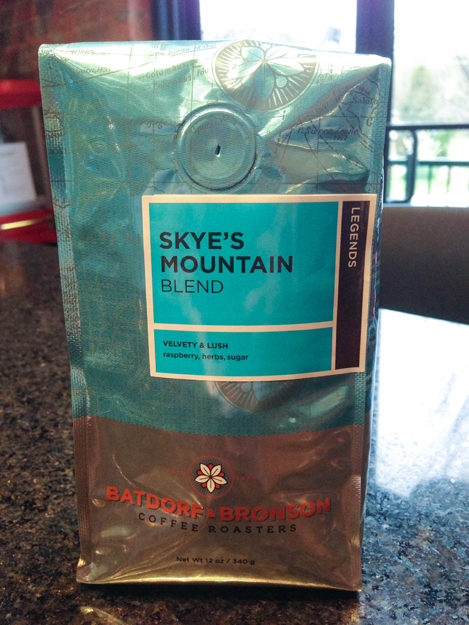 SKYE'S
MOUNTAIN
BLEND
LEGENDS
VELVETY & LUSH
raspberry, herbs, sugar
BATDORF & BRONSON
COFFEE ROASTERS
Net Wt 12 oz / 340 g